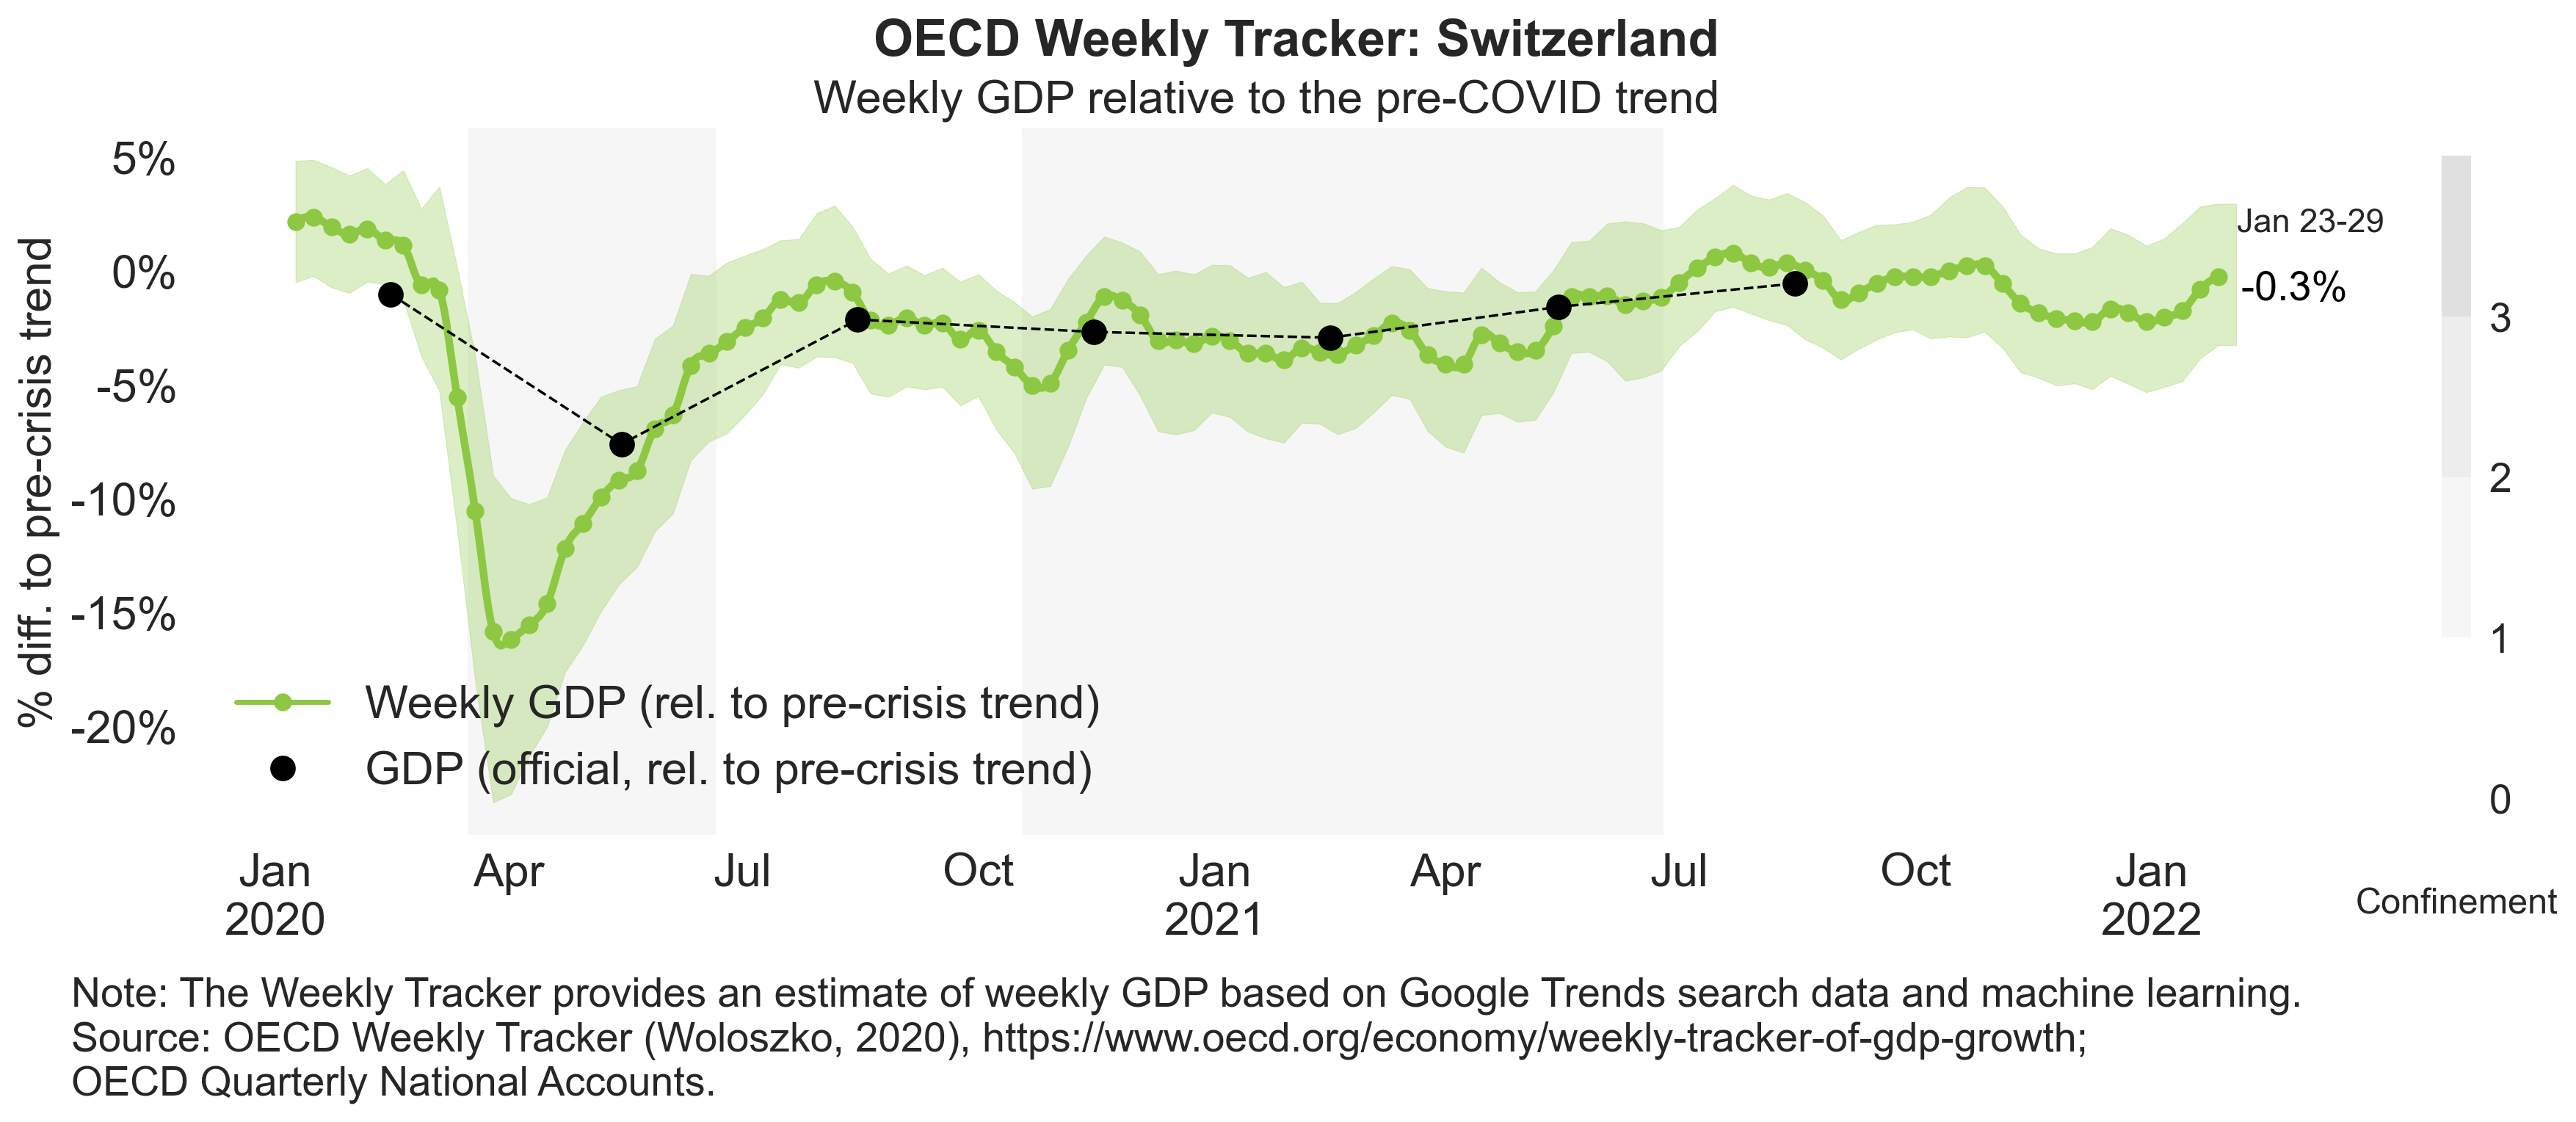 OECD Weekly Tracker: Switzerland
Weekly GDP relative to the pre-COVID trend
% diff. to pre-crisis trend
5%
0%
-5%
-10%
-15%
-20%
Jan 23-29
-0.3%
3
2
1
0
Confinement
Weekly GDP (rel. to pre-crisis trend)
GDP (official, rel. to pre-crisis trend)
Jan Apr Jul Oct Jan Apr Jul Oct Jan
2020 2021 2022
Note: The Weekly Tracker provides an estimate of weekly GDP based on Google Trends search data and machine learning.
Source: OECD Weekly Tracker (Woloszko, 2020), https://www.oecd.org/economy/weekly-tracker-of-gdp-growth;
OECD Quarterly National Accounts.